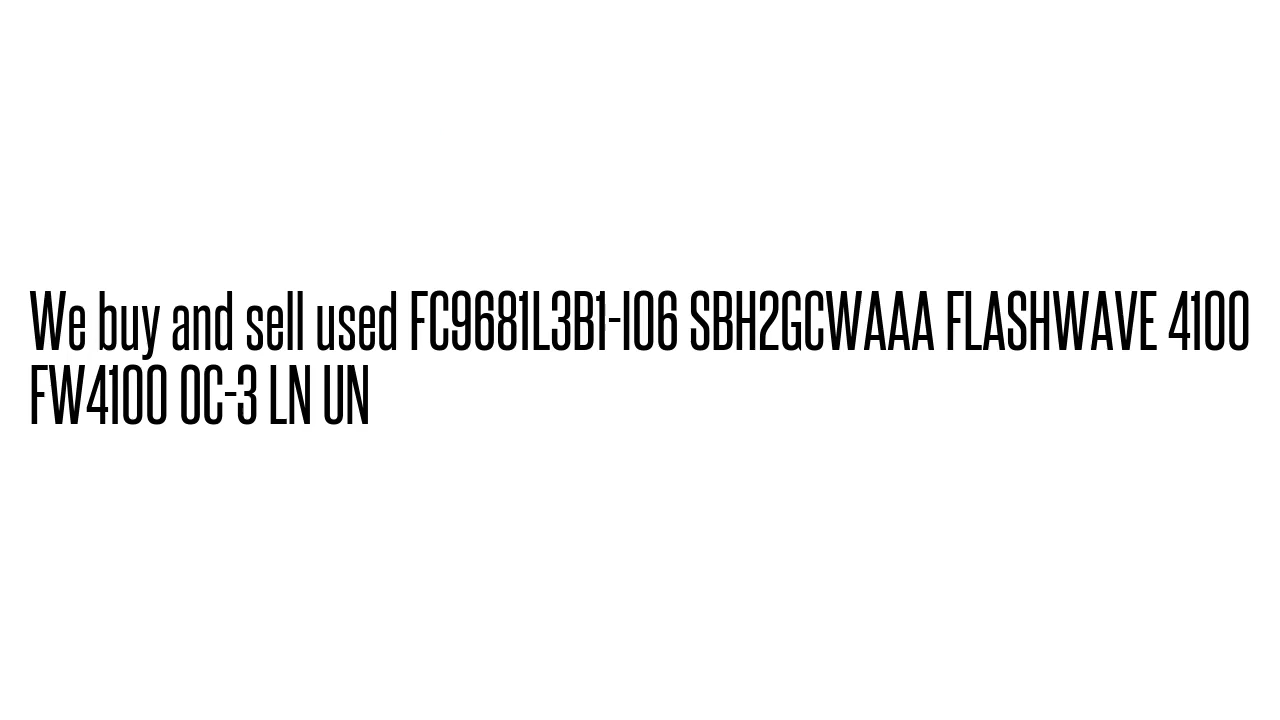 We buy and sell used FC9681L3B1-I06 SBH2GCWAAA FLASHWAVE 4100
FW4100 OC-3 LN UN